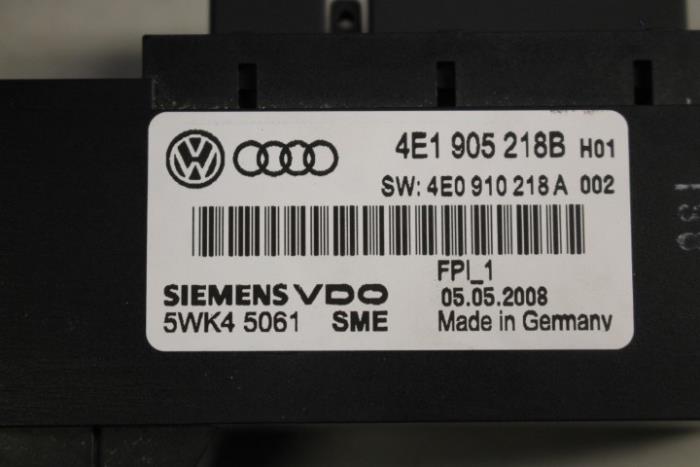 4E1 905 218B H01
SW: 4E0 910 218 A 002
FPI_1
SIEMENS VDO 05.05.2008
5WK4 5061 SME Made in Germany